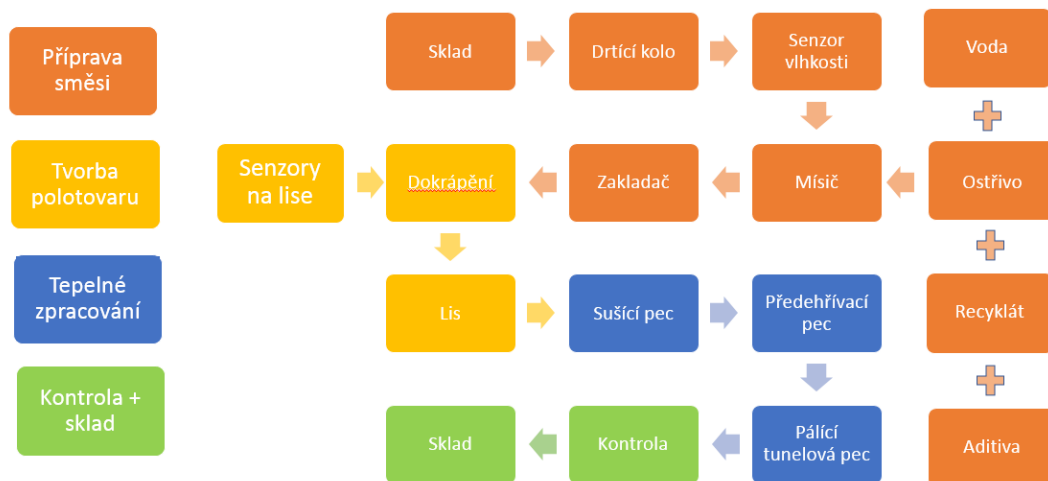 Příprava
směsi
Sklad
Drtící kolo
Senzor
vlhkosti
Voda
Tvorba
polotovaru
Senzory
na lise
Dokrápění
Zakladač
Mísič
Ostřivo
Tepelné
zpracování
Lis
Sušící pec
Předehřívací
pec
Recyklát
Kontrola +
sklad
Sklad
Kontrola
Pálící
tunelová pec
Aditiva